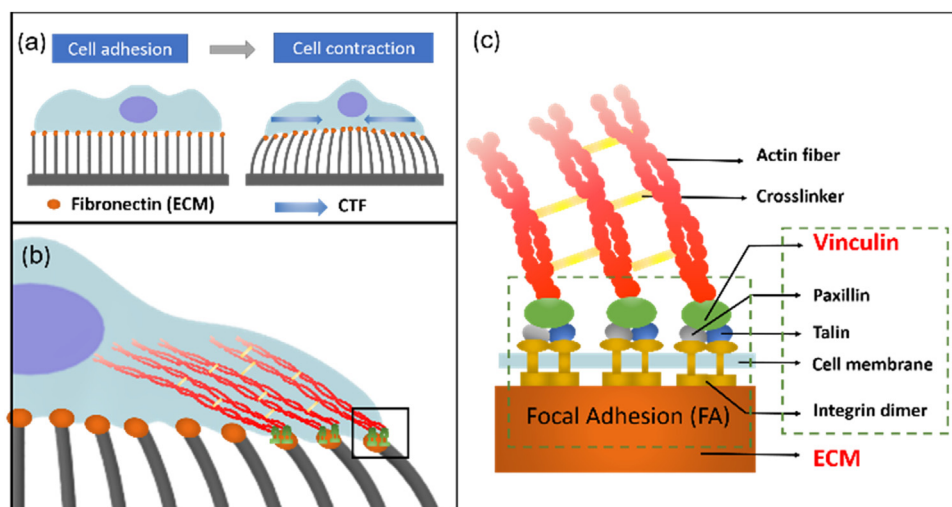 (a)
Cell adhesion
Cell contraction
Fibronectin (ECM)
CTF
(b)
(c)
Actin fiber
Crosslinker
Vinculin
Paxillin
Talin
Cell membrane
Integrin dimer
Focal Adhesion (FA)
ECM